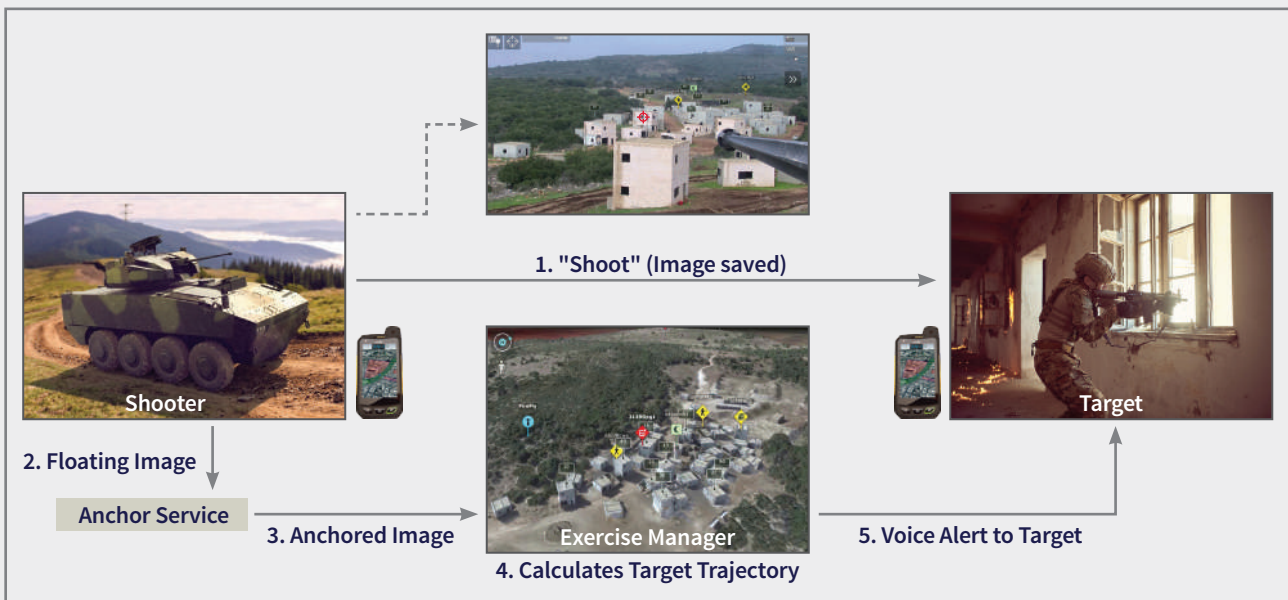 1. "Shoot" (Image saved)
Shooter
Target
2. Floating Image
Anchor Service
3. Anchored Image
Exercise Manager
4. Calculates Target Trajectory
5. Voice Alert to Target